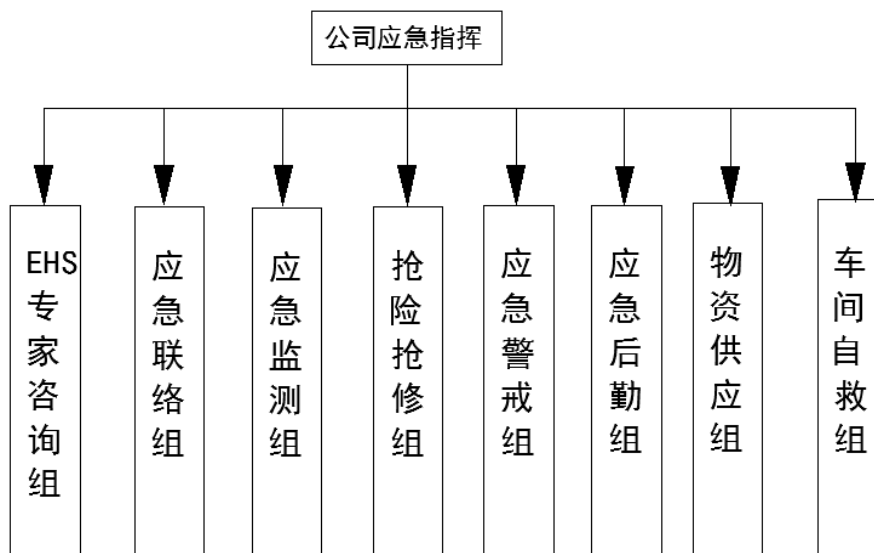 公司应急指挥
EHS专家咨询组
应急联络组
应急监测组
抢险抢修组
应急警戒组
应急后勤组
物资供应组
车间自救组